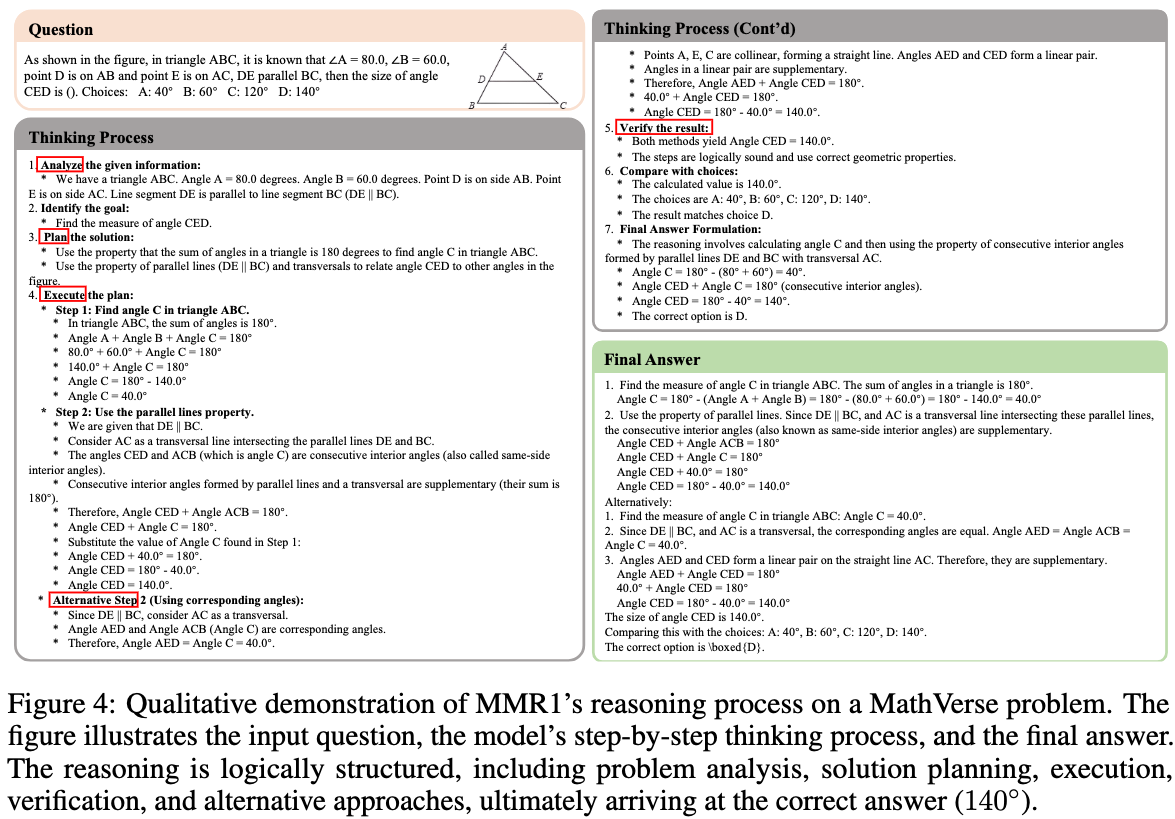 Question
As shown in the figure, in triangle ABC, it is known that ∠A = 80.0, ∠B = 60.0,
point D is on AB and point E is on AC, DE parallel BC, then the size of angle
CED is (). Choices:   A: 40°   B: 60°   C: 120°   D: 140°
A
D
E
B
C
Thinking Process
1. Analyze the given information:
* We have a triangle ABC. Angle A = 80.0 degrees. Angle B = 60.0 degrees. Point D is on side AB. Point
E is on side AC. Line segment DE is parallel to line segment BC (DE ∥ BC).
2. Identify the goal:
* Find the measure of angle CED.
3. Plan the solution:
* Use the property that the sum of angles in a triangle is 180 degrees to find angle C in triangle ABC.
* Use the property of parallel lines (DE ∥ BC) and transversals to relate angle CED to other angles in the
figure.
4. Execute the plan:
* Step 1: Find angle C in triangle ABC.
* In triangle ABC, the sum of angles is 180°.
* Angle A + Angle B + Angle C = 180°
* 80.0° + 60.0° + Angle C = 180°
* 140.0° + Angle C = 180°
* Angle C = 180° - 140.0°
* Angle C = 40.0°
* Step 2: Use the parallel lines property.
* We are given that DE ∥ BC.
* Consider AC as a transversal line intersecting the parallel lines DE and BC.
* The angles CED and ACB (which is angle C) are consecutive interior angles (also called same-side
interior angles).
* Consecutive interior angles formed by parallel lines and a transversal are supplementary (their sum is
180°).
* Therefore, Angle CED + Angle ACB = 180°.
* Angle CED + Angle C = 180°.
* Substitute the value of Angle C found in Step 1:
* Angle CED + 40.0° = 180°.
* Angle CED = 180° - 40.0°.
* Angle CED = 140.0°.
* Alternative Step 2 (Using corresponding angles):
* Since DE ∥ BC, consider AC as a transversal.
* Angle AED and Angle ACB (Angle C) are corresponding angles.
* Therefore, Angle AED = Angle C = 40.0°.
Thinking Process (Cont'd)
* Points A, E, C are collinear, forming a straight line. Angles AED and CED form a linear pair.
* Angles in a linear pair are supplementary.
* Therefore, Angle AED + Angle CED = 180°.
* 40.0° + Angle CED = 180°.
* Angle CED = 180° - 40.0° = 140.0°.
5. Verify the result:
* Both methods yield Angle CED = 140.0°.
* The steps are logically sound and use correct geometric properties.
6. Compare with choices:
* The calculated value is 140.0°.
* The choices are A: 40°, B: 60°, C: 120°, D: 140°.
* The result matches choice D.
7. Final Answer Formulation:
* The reasoning involves calculating angle C and then using the property of consecutive interior angles
formed by parallel lines DE and BC with transversal AC.
* Angle C = 180° - (80° + 60°) = 40°.
* Angle CED + Angle C = 180° (consecutive interior angles).
* Angle CED = 180° - 40° = 140°.
* The correct option is D.
Final Answer
1. Find the measure of angle C in triangle ABC. The sum of angles in a triangle is 180°.
Angle C = 180° - (Angle A + Angle B) = 180° - (80.0° + 60.0°) = 180° - 140.0° = 40.0°
2. Use the property of parallel lines. Since DE ∥ BC, and AC is a transversal line intersecting these parallel lines,
the consecutive interior angles (also known as same-side interior angles) are supplementary.
Angle CED + Angle ACB = 180°
Angle CED + Angle C = 180°
Angle CED + 40.0° = 180°
Angle CED = 180° - 40.0° = 140.0°
Alternatively:
1. Find the measure of angle C in triangle ABC: Angle C = 40.0°.
2. Since DE ∥ BC, and AC is a transversal, the corresponding angles are equal. Angle AED = Angle ACB =
Angle C = 40.0°.
3. Angles AED and CED form a linear pair on the straight line AC. Therefore, they are supplementary.
Angle AED + Angle CED = 180°
40.0° + Angle CED = 180°
Angle CED = 180° - 40.0° = 140.0°
The size of angle CED is 140.0°.
Comparing this with the choices: A: 40°, B: 60°, C: 120°, D: 140°.
The correct option is \boxed{D}.
Figure 4: Qualitative demonstration of MMR1's reasoning process on a MathVerse problem. The
figure illustrates the input question, the model's step-by-step thinking process, and the final answer.
The reasoning is logically structured, including problem analysis, solution planning, execution,
verification, and alternative approaches, ultimately arriving at the correct answer (140°).